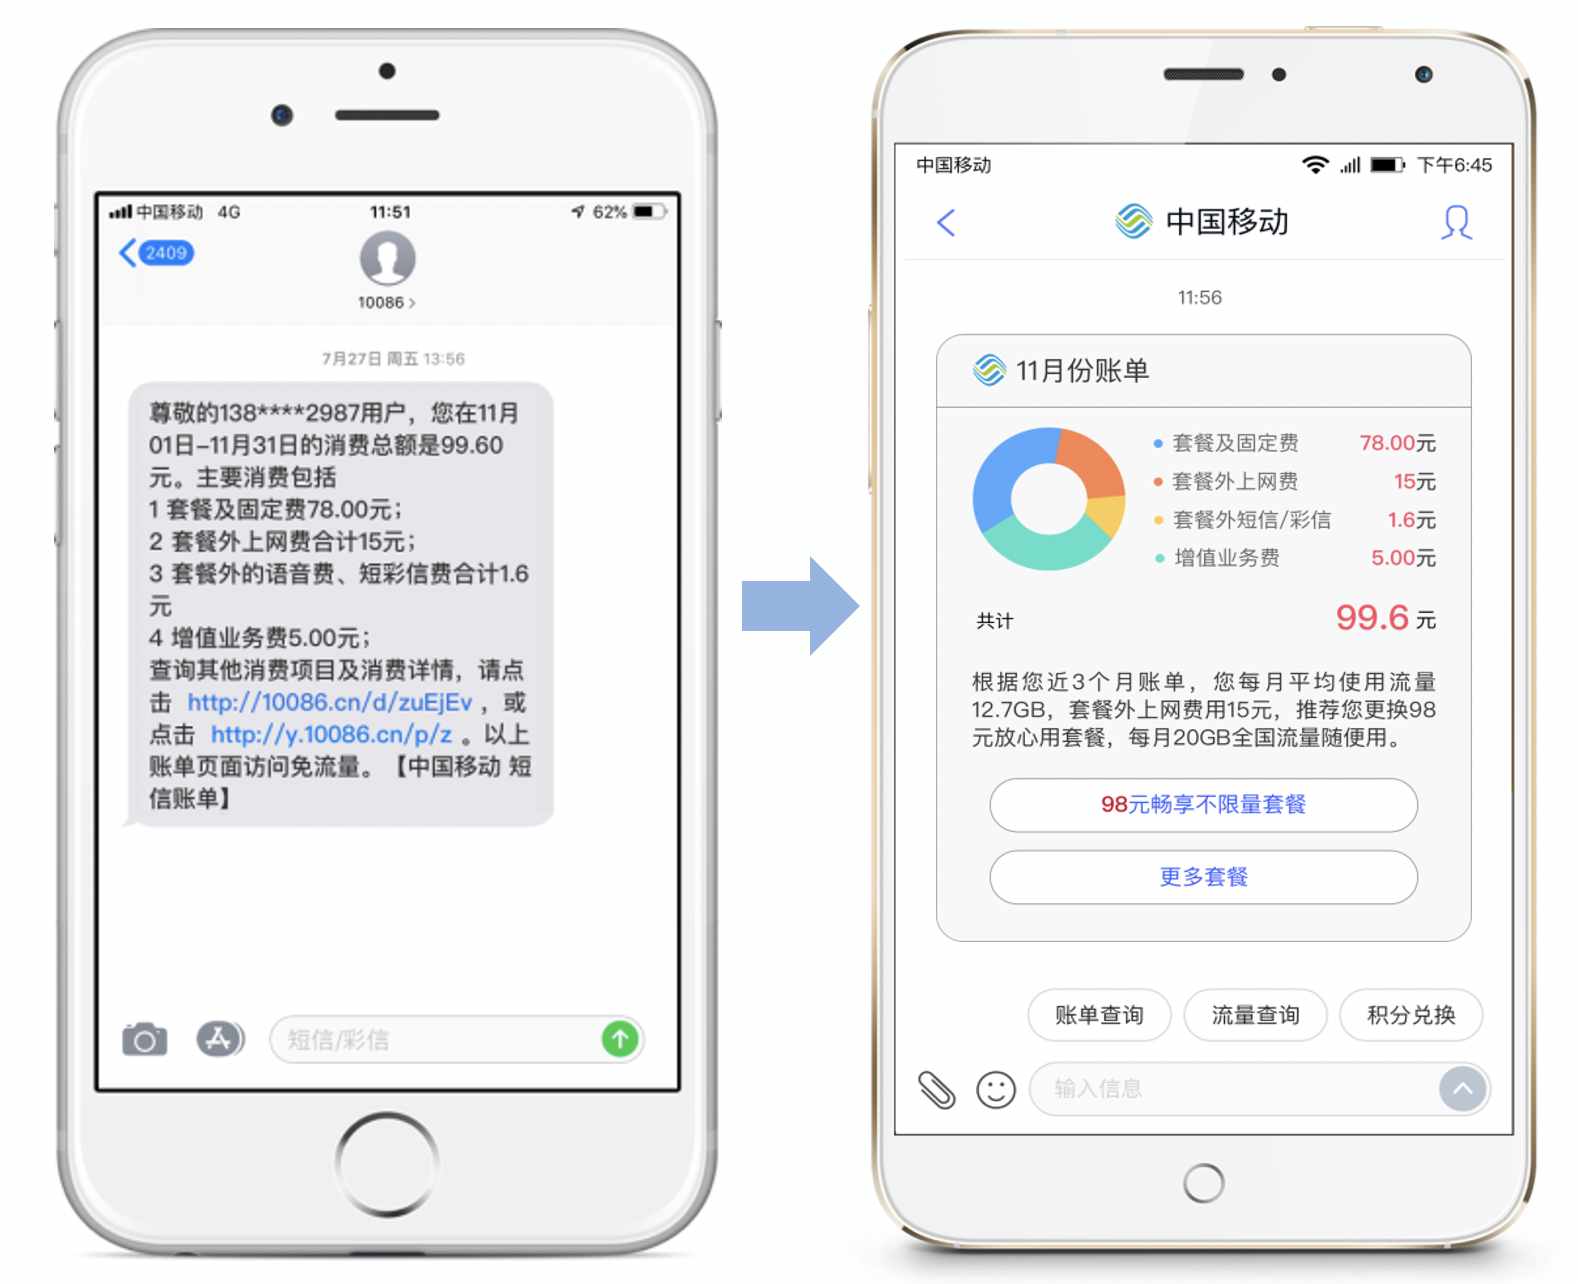 中国移动 4G 11:51 62%
2409
10086 >
7月27日 周五 13:56
尊敬的138****2987用户，您在11月
01日-11月31日的消费总额是99.60
元。主要消费包括
1 套餐及固定费78.00元；
2 套餐外上网费合计15元；
3 套餐外的语音费、短彩信费合计1.6
元
4 增值业务费5.00元；
查询其他消费项目及消费详情，请点
击 http://10086.cn/d/zuEjEv ，或
点击 http://y.10086.cn/p/z 。以上
账单页面访问免流量。【中国移动 短
信账单】
短信/彩信
中国移动 下午6:45
中国移动
11:56
11月份账单
套餐及固定费 78.00元
套餐外上网费 15元
套餐外短信/彩信 1.6元
增值业务费 5.00元
共计 99.6 元
根据您近3个月账单，您每月平均使用流量
12.7GB，套餐外上网费用15元，推荐您更换98
元放心用套餐，每月20GB全国流量随便用。
98元畅享不限量套餐
更多套餐
账单查询 流量查询 积分兑换
输入信息